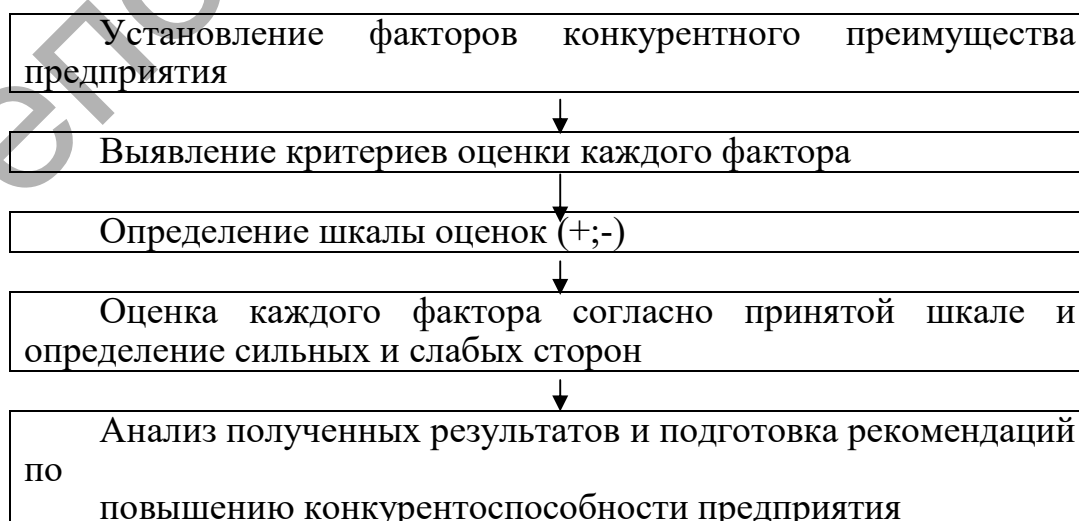 Установление факторов конкурентного преимущества
предприятия
Выявление критериев оценки каждого фактора
Определение шкалы оценок (+;-)
Оценка каждого фактора согласно принятой шкале и
определение сильных и слабых сторон
Анализ полученных результатов и подготовка рекомендаций
по
повышению конкурентоспособности предприятия